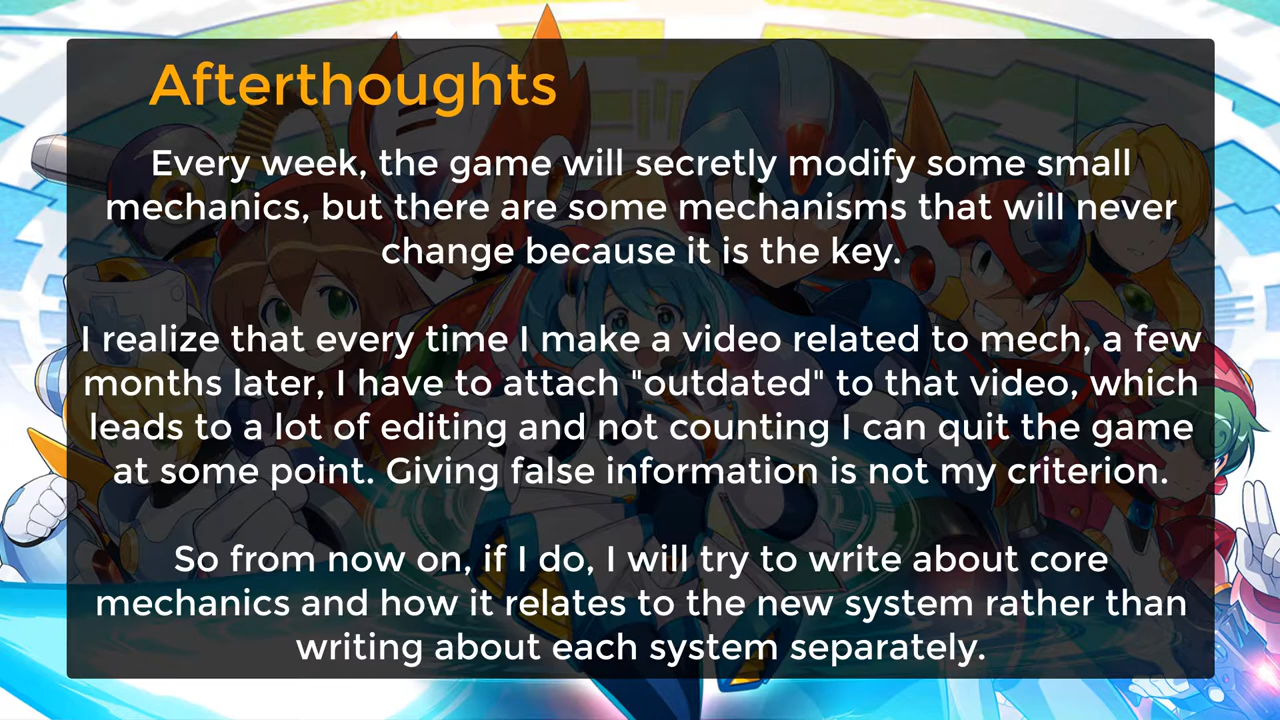 Afterthoughts
Every week, the game will secretly modify some small
mechanics, but there are some mechanisms that will never
change because it is the key.
I realize that every time I make a video related to mech, a few
months later, I have to attach "outdated" to that video, which
leads to a lot of editing and not counting I can quit the game
at some point. Giving false information is not my criterion.
So from now on, if I do, I will try to write about core
mechanics and how it relates to the new system rather than
writing about each system separately.